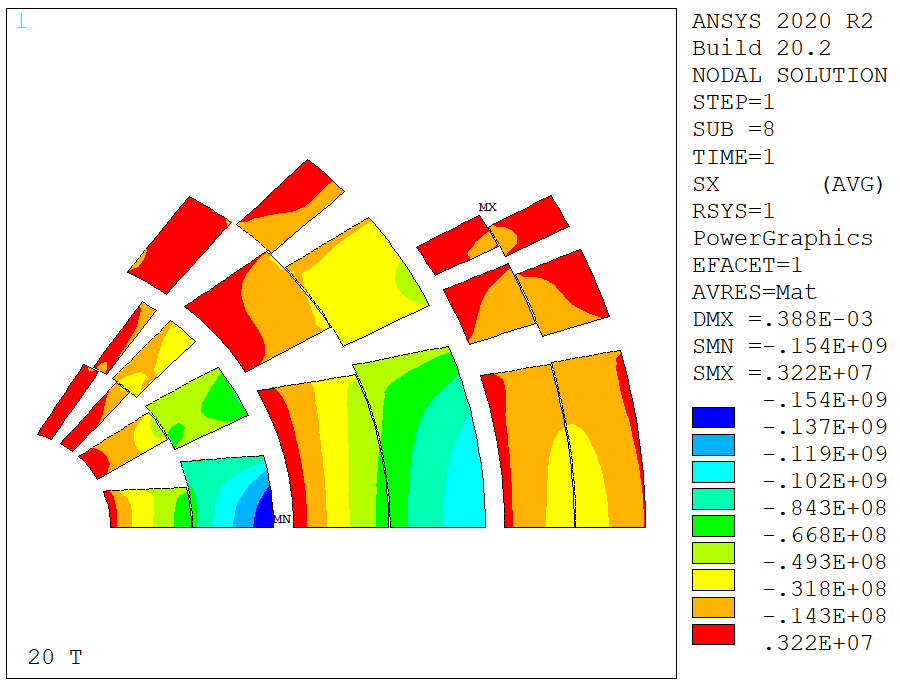 1
ANSYS 2020 R2
Build 20.2
NODAL SOLUTION
STEP=1
SUB =8
TIME=1
SX (AVG)
RSYS=1
PowerGraphics
EFACET=1
AVRES=Mat
DMX =.388E-03
SMN =-.154E+09
SMX =.322E+07
-.154E+09
-.137E+09
-.119E+09
-.102E+09
-.843E+08
-.668E+08
-.493E+08
-.318E+08
-.143E+08
.322E+07
MX
MN
20 T